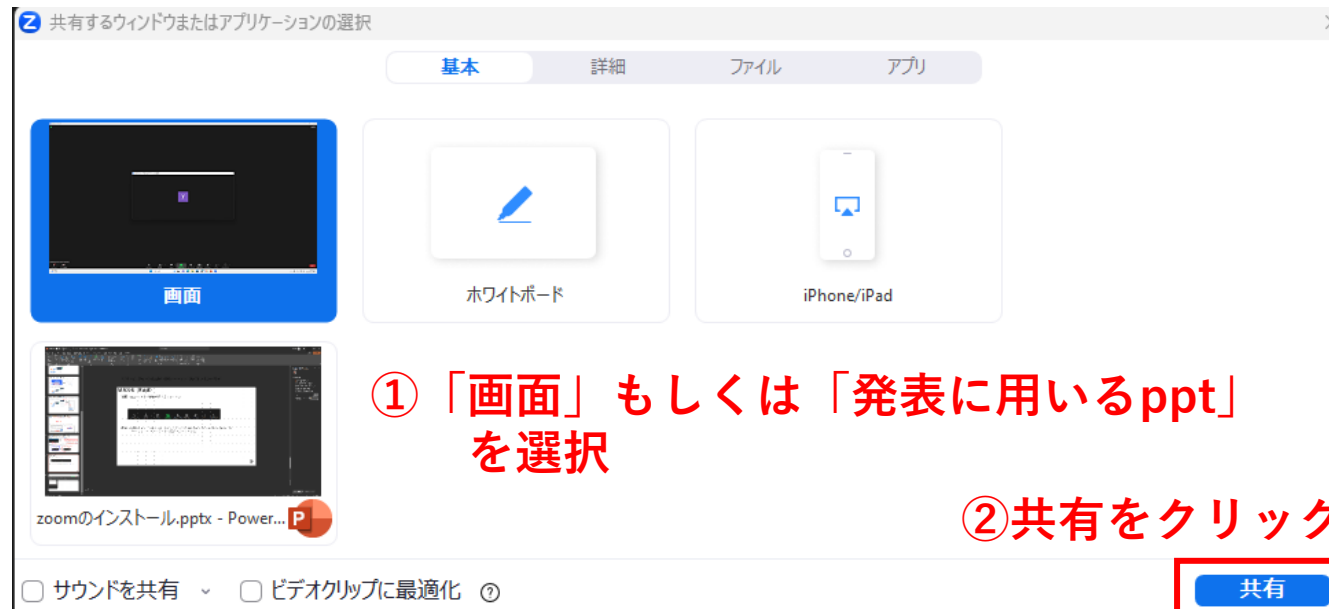 共有するウィンドウまたはアプリケーションの選択
基本 詳細 ファイル アプリ
画面 ホワイトボード iPhone/iPad
①「画面」もしくは「発表に用いるppt」
を選択
zoomのインストール.pptx - Power...
②共有をクリック
サウンドを共有 ビデオクリップに最適化
共有